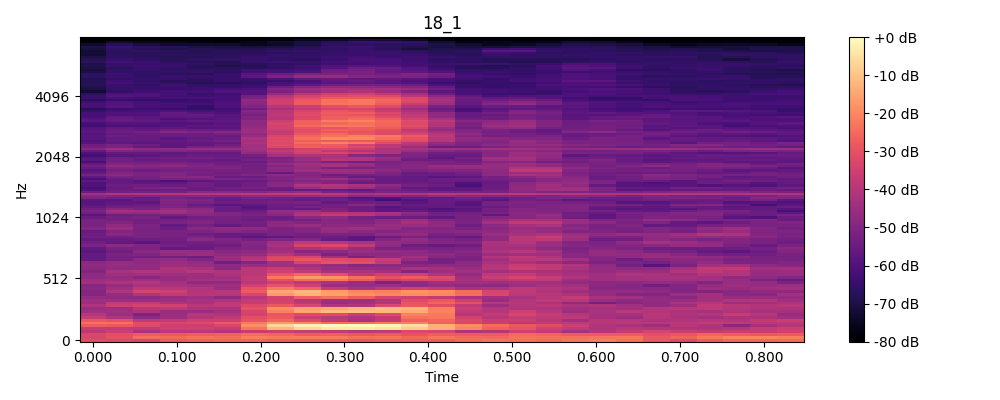 18_1
+0 dB
4096
-10 dB
-20 dB
-30 dB
2048
-40 dB
Hz
1024
-50 dB
-60 dB
512
-70 dB
0
-80 dB
0.000 0.100 0.200 0.300 0.400 0.500 0.600 0.700 0.800
Time